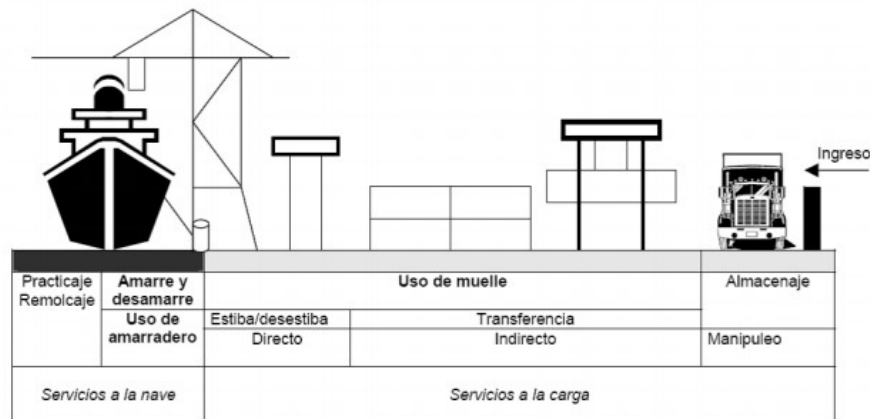 Ingreso
Practicaje
Remolcaje
Amarre y
desamarre
Uso de muelle
Almacenaje
Uso de
amarradero
Estiba/desestiba
Transferencia
Directo
Indirecto
Manipuleo
Servicios a la nave
Servicios a la carga